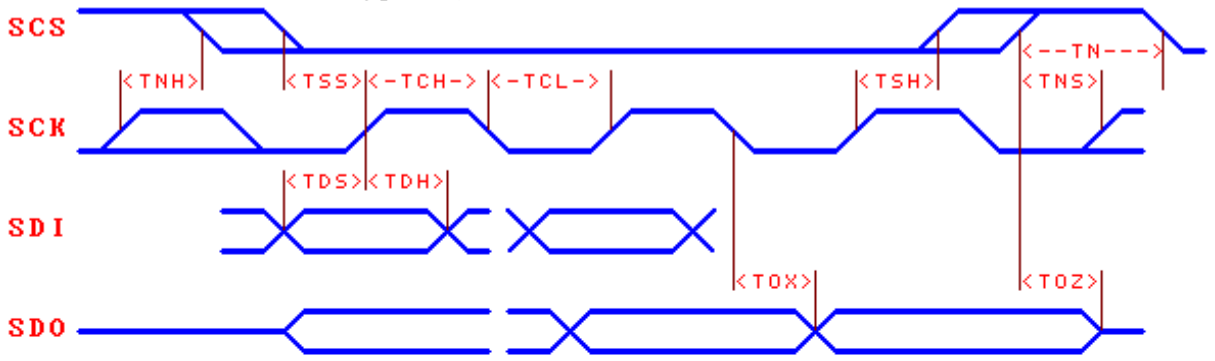 SCS <--TN--->
<TNH> <TSS> <-TCH-> <-TCL-> <TSH> <TNS>
SCK
<TDS> <TDH>
SDI
<TOX> <TOZ>
SDO